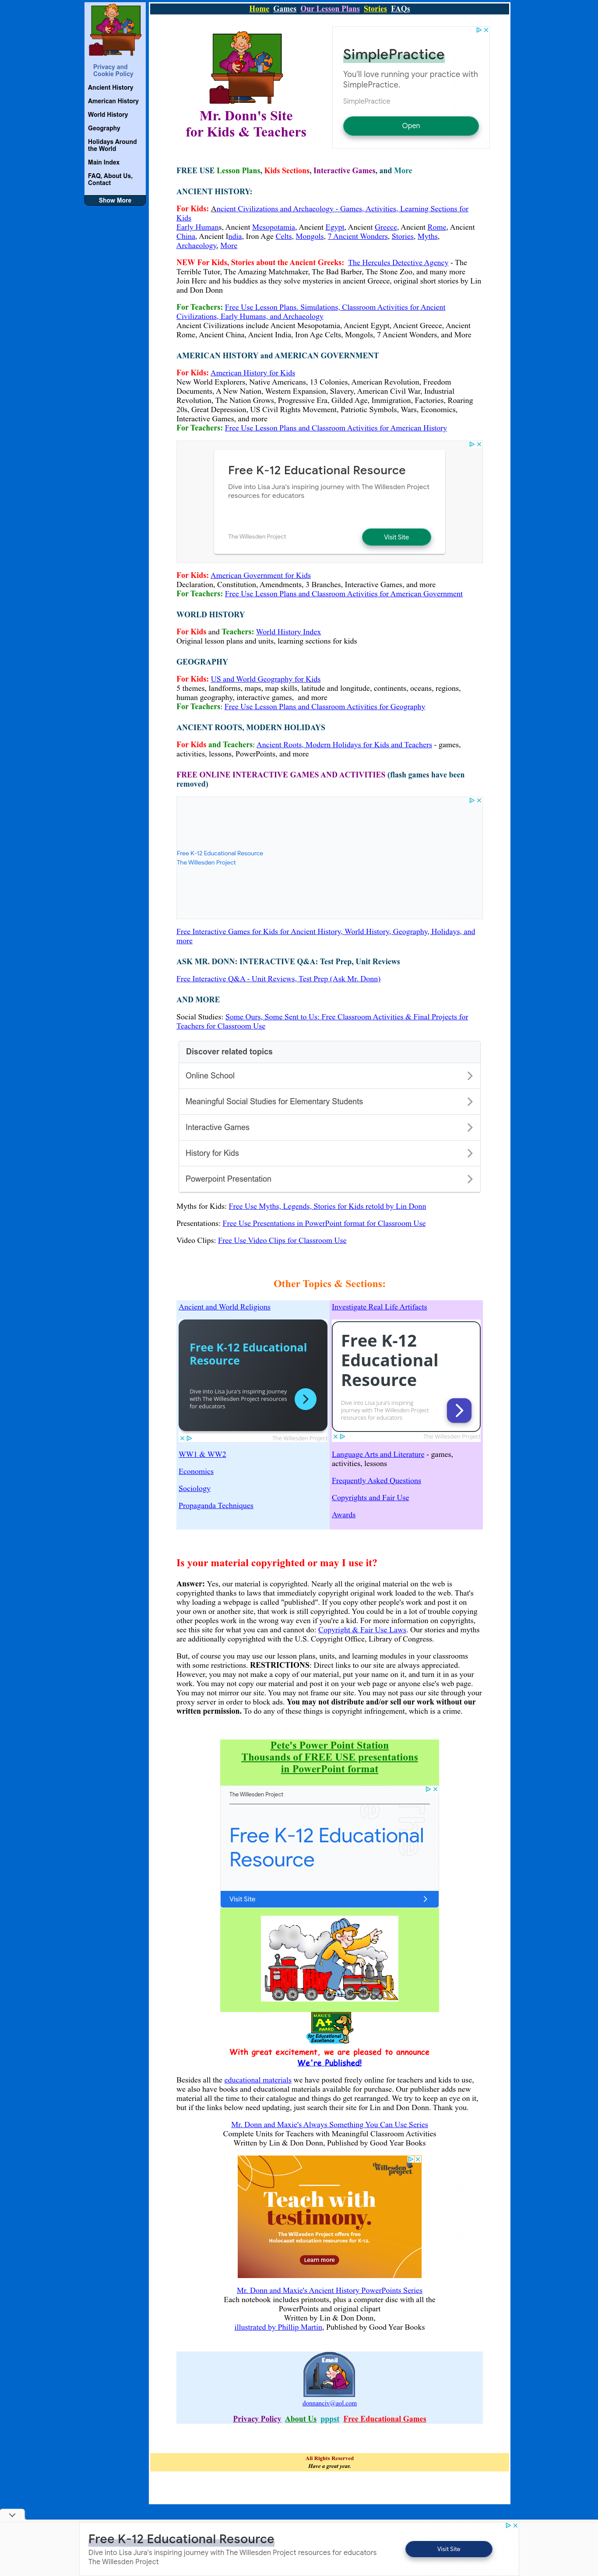 Home Games Our Lesson Plans Stories FAQs
Privacy and
Cookie Policy
Ancient History
American History
World History
Geography
Holidays Around
the World
Main Index
FAQ, About Us,
Contact
Show More
Mr. Donn's Site
for Kids & Teachers
SimplePractice
You'll love running your practice with
SimplePractice.
SimplePractice
Open
FREE USE Lesson Plans, Kids Sections, Interactive Games, and More
ANCIENT HISTORY:
For Kids: Ancient Civilizations and Archaeology - Games, Activities, Learning Sections for
Kids
Early Humans, Ancient Mesopotamia, Ancient Egypt, Ancient Greece, Ancient Rome, Ancient
China, Ancient India, Iron Age Celts, Mongols, 7 Ancient Wonders, Stories, Myths,
Archaeology, More
NEW For Kids, Stories about the Ancient Greeks: The Hercules Detective Agency - The
Terrible Tutor, The Amazing Matchmaker, The Bad Barber, The Stone Zoo, and many more
Join Herc and his buddies as they solve mysteries in ancient Greece, original short stories by Lin
and Don Donn
For Teachers: Free Use Lesson Plans. Simulations, Classroom Activities for Ancient
Civilizations, Early Humans, and Archaeology
Ancient Civilizations include Ancient Mesopotamia, Ancient Egypt, Ancient Greece, Ancient
Rome, Ancient China, Ancient India, Iron Age Celts, Mongols, 7 Ancient Wonders, and More
AMERICAN HISTORY and AMERICAN GOVERNMENT
For Kids: American History for Kids
New World Explorers, Native Americans, 13 Colonies, American Revolution, Freedom
Documents, A New Nation, Western Expansion, Slavery, American Civil War, Industrial
Revolution, The Nation Grows, Progressive Era, Gilded Age, Immigration, Factories, Roaring
20s, Great Depression, US Civil Rights Movement, Patriotic Symbols, Wars, Economics,
Interactive Games, and more
For Teachers: Free Use Lesson Plans and Classroom Activities for American History
Free K-12 Educational Resource
Dive into Lisa Jura's inspiring journey with The Willesden Project
resources for educators
The Willesden Project
Visit Site
For Kids: American Government for Kids
Declaration, Constitution, Amendments, 3 Branches, Interactive Games, and more
For Teachers: Free Use Lesson Plans and Classroom Activities for American Government
WORLD HISTORY
For Kids and Teachers: World History Index
Original lesson plans and units, learning sections for kids
GEOGRAPHY
For Kids: US and World Geography for Kids
5 themes, landforms, maps, map skills, latitude and longitude, continents, oceans, regions,
human geography, interactive games, and more
For Teachers: Free Use Lesson Plans and Classroom Activities for Geography
ANCIENT ROOTS, MODERN HOLIDAYS
For Kids and Teachers: Ancient Roots, Modern Holidays for Kids and Teachers - games,
activities, lessons, PowerPoints, and more
FREE ONLINE INTERACTIVE GAMES AND ACTIVITIES (flash games have been
removed)
Free K-12 Educational Resource
The Willesden Project
Free Interactive Games for Kids for Ancient History, World History, Geography, Holidays, and
more
ASK MR. DONN: INTERACTIVE Q&A: Test Prep, Unit Reviews
Free Interactive Q&A - Unit Reviews, Test Prep (Ask Mr. Donn)
AND MORE
Social Studies: Some Ours, Some Sent to Us: Free Classroom Activities & Final Projects for
Teachers for Classroom Use
Discover related topics
Online School
Meaningful Social Studies for Elementary Students
Interactive Games
History for Kids
Powerpoint Presentation
Myths for Kids: Free Use Myths, Legends, Stories for Kids retold by Lin Donn
Presentations: Free Use Presentations in PowerPoint format for Classroom Use
Video Clips: Free Use Video Clips for Classroom Use
Other Topics & Sections:
Ancient and World Religions
Free K-12 Educational
Resource
Dive into Lisa Jura's inspiring journey
with The Willesden Project resources
for educators
The Willesden Project
WW1 & WW2
Economics
Sociology
Propaganda Techniques
Investigate Real Life Artifacts
Free K-12
Educational
Resource
Dive into Lisa Jura's inspiring
journey with The Willesden Project
resources for educators
The Willesden Project
Language Arts and Literature - games,
activities, lessons
Frequently Asked Questions
Copyrights and Fair Use
Awards
Is your material copyrighted or may I use it?
Answer: Yes, our material is copyrighted. Nearly all the original material on the web is
copyrighted thanks to laws that immediately copyright original work loaded to the web. That's
why loading a webpage is called "published". If you copy other people's work and post it on
your own or another site, that work is still copyrighted. You could be in a lot of trouble copying
other peoples work in the wrong way even if you're a kid. For more information on copyrights,
see this site for what you can and cannot do: Copyright & Fair Use Laws. Our stories and myths
are additionally copyrighted with the U.S. Copyright Office, Library of Congress.
But, of course you may use our lesson plans, units, and learning modules in your classrooms
with some restrictions. RESTRICTIONS: Direct links to our site are always appreciated.
However, you may not make a copy of our material, put your name on it, and turn it in as your
work. You may not copy our material and post it on your web page or anyone else's web page.
You may not mirror our site. You may not frame our site. You may not pass our site through your
proxy server in order to block ads. You may not distribute and/or sell our work without our
written permission. To do any of these things is copyright infringement, which is a crime.
Pete's Power Point Station
Thousands of FREE USE presentations
in PowerPoint format
The Willesden Project
Free K-12 Educational
Resource
Visit Site
MAXIE'S
A+
AWARD
for Educational
Excellence
With great excitement, we are pleased to announce
We're Published!
Besides all the educational materials we have posted freely online for teachers and kids to use,
we also have books and educational materials available for purchase. Our publisher adds new
material all the time to their catalogue and things do get rearranged. We try to keep an eye on it,
but if the links below need updating, just search their site for Lin and Don Donn. Thank you.
Mr. Donn and Maxie's Always Something You Can Use Series
Complete Units for Teachers with Meaningful Classroom Activities
Written by Lin & Don Donn, Published by Good Year Books
the Willesden project
Teach with
testimony.
The Willesden Project offers free
Holocaust education resources for K-12.
Learn more
Mr. Donn and Maxie's Ancient History PowerPoints Series
Each notebook includes printouts, plus a computer disc with all the
PowerPoints and original clipart
Written by Lin & Don Donn,
illustrated by Phillip Martin, Published by Good Year Books
Email
donnanciv@aol.com
Privacy Policy About Us pppst Free Educational Games
All Rights Reserved
Have a great year.
Free K-12 Educational Resource
Dive into Lisa Jura's inspiring journey with The Willesden Project resources for educators
The Willesden Project
Visit Site